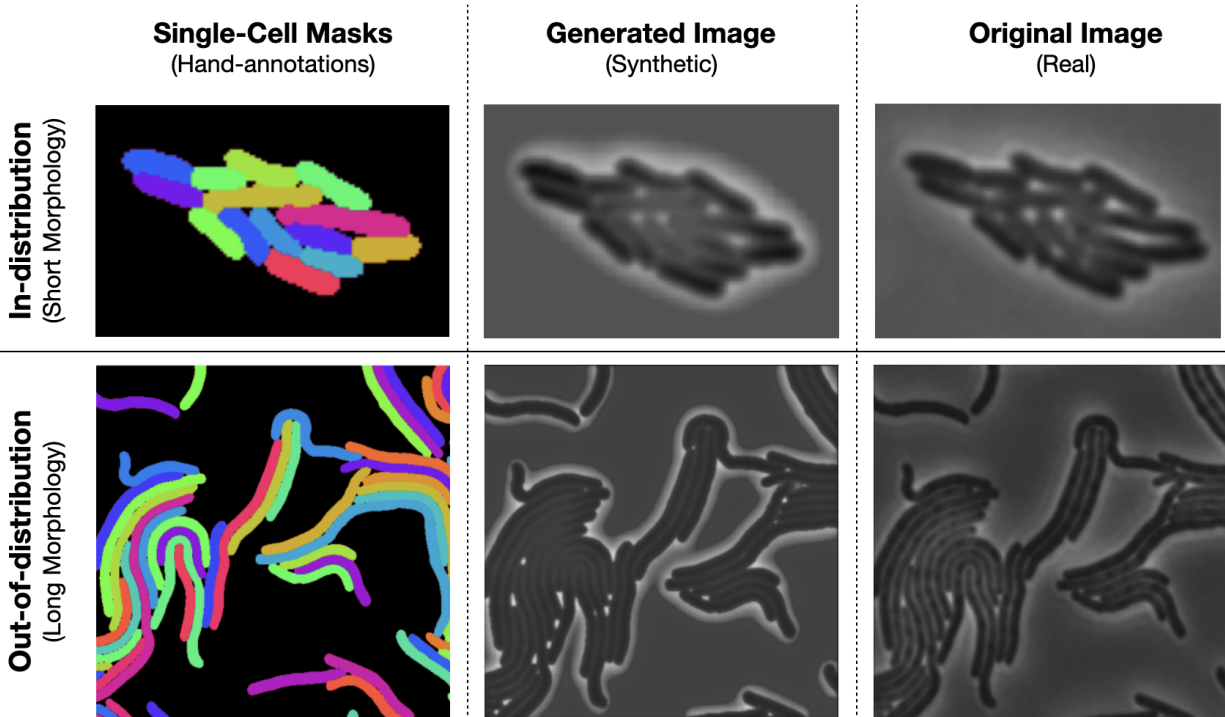 Single-Cell Masks
(Hand-annotations)
Generated Image
(Synthetic)
Original Image
(Real)
In-distribution
(Short Morphology)
Out-of-distribution
(Long Morphology)